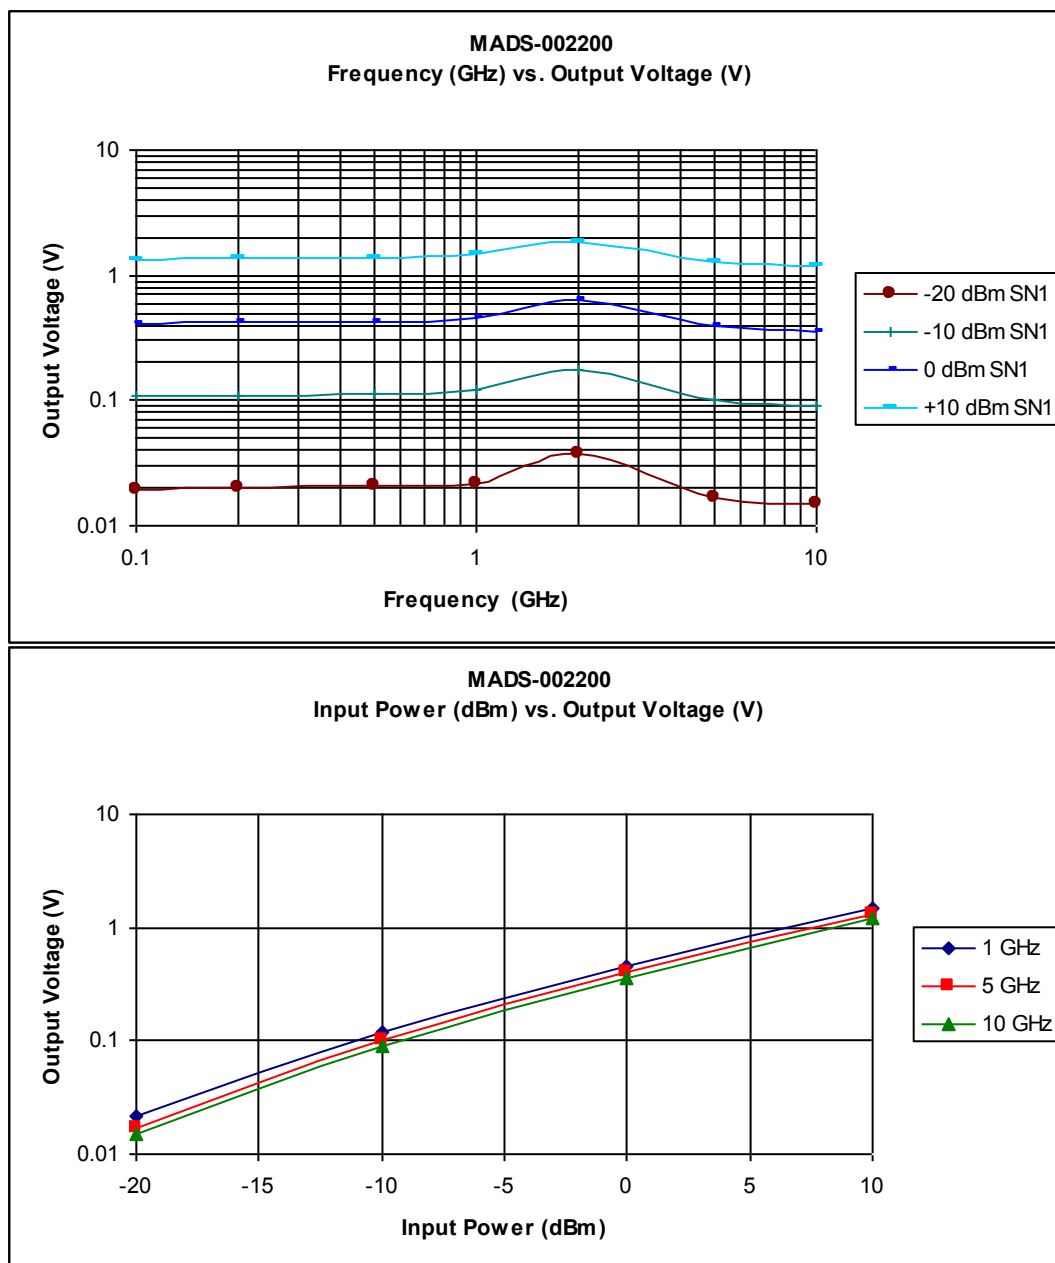 MADS-002200
Frequency (GHz) vs. Output Voltage (V)
10
1
0.1
0.01
Output Voltage (V)
0.1
1
10
Frequency (GHz)
-20 dBm SN1
-10 dBm SN1
0 dBm SN1
+10 dBm SN1
MADS-002200
Input Power (dBm) vs. Output Voltage (V)
10
1
0.1
0.01
Output Voltage (V)
-20
-15
-10
-5
0
5
10
Input Power (dBm)
1 GHz
5 GHz
10 GHz